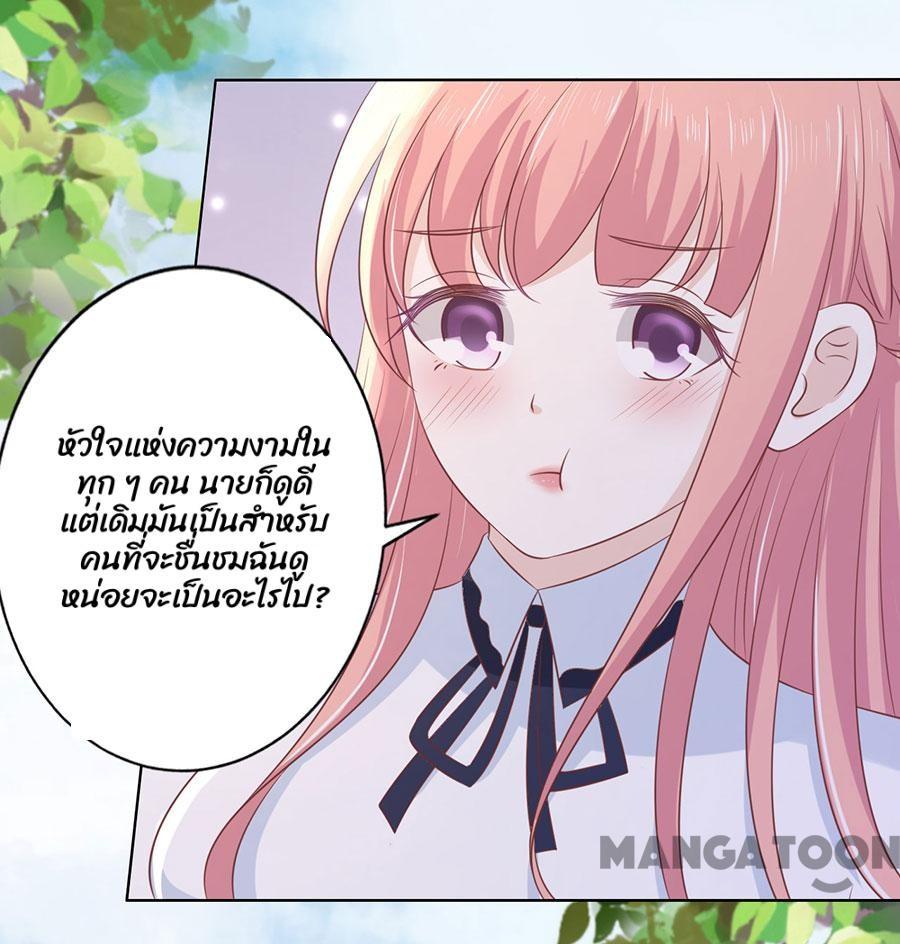 หัวใจแห่งความงามใน
ทุก ๆ คน นายก็ดูดี
แต่เดิมมันเป็นสำหรับ
คนที่จะชื่นชมฉันดู
หน่อยจะเป็นอะไรไป?
MANGATOON